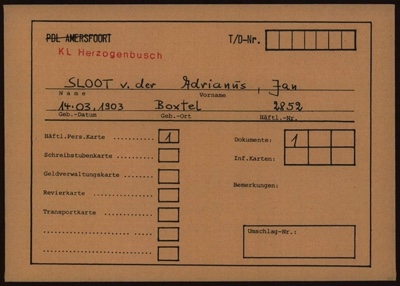 PDL AMERSFOORT T/D-Nr.
KL Herzogenbusch
SLOOT v. der Adrianüs, Jan
Name Vorname
14.03.1903 Boxtel 2852
Geb.-Datum Geb.-Ort Häftl.-Nr.
Häftl.Pers.Karte 1 Dokumente: 1
Schreibstubenkarte Inf.Karten:
Geldverwaltungskarte
Revierkarte Bemerkungen:
Transportkarte
Umschlag-Nr.: